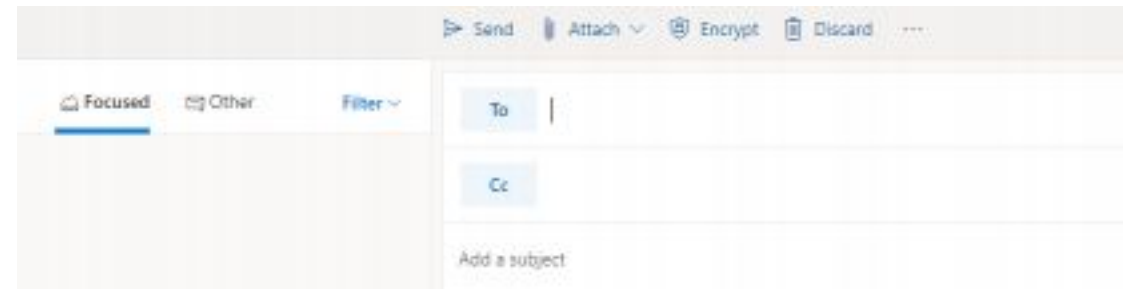 Send Attach Encrypt Discard ...
Focused Other Filter
To
Cc
Add a subject